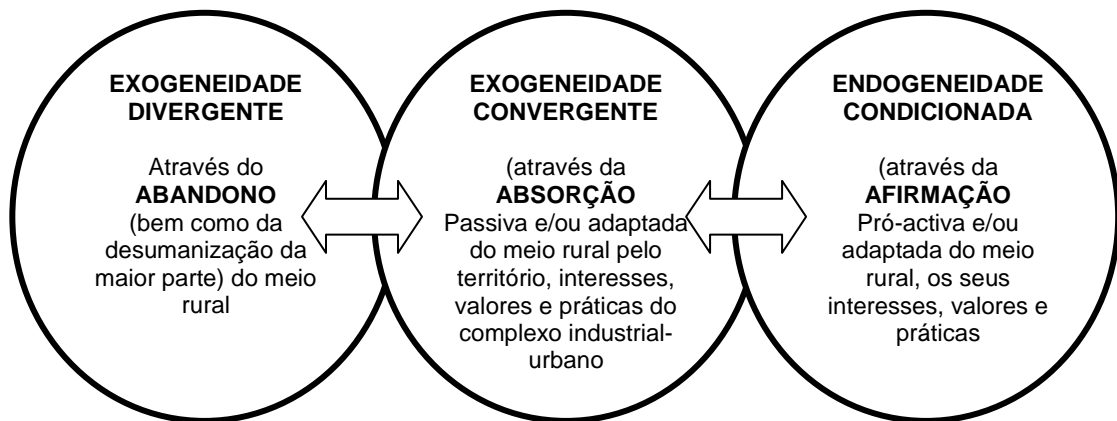 EXOGENEIDADE
DIVERGENTE
Através do
ABANDONO
(bem como da
desumanização da
maior parte) do meio
rural
EXOGENEIDADE
CONVERGENTE
(através da
ABSORÇÃO
Passiva e/ou adaptada
do meio rural pelo
território, interesses,
valores e práticas do
complexo industrial-
urbano
ENDOGENEIDADE
CONDICIONADA
(através da
AFIRMAÇÃO
Pró-activa e/ou
adaptada do meio
rural, os seus
interesses, valores e
práticas